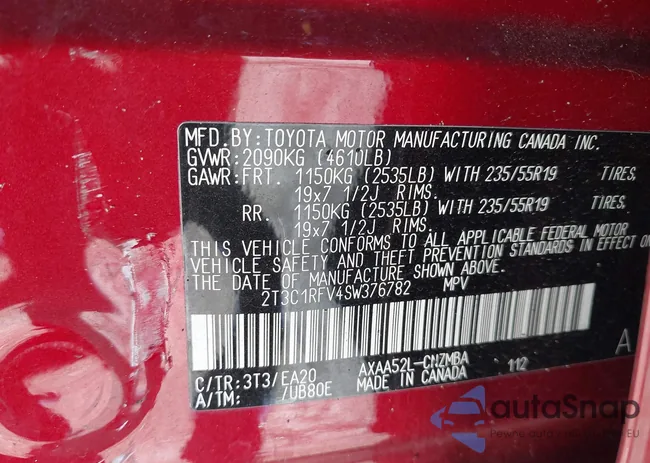 MFD. BY: TOYOTA MOTOR MANUFACTURING CANADA INC.
GVWR: 2090KG (4610LB)
GAWR: FRT. 1150KG (2535LB) WITH 235/55R19 TIRES,
19x7 1/2J RIMS.
RR. 1150KG (2535LB) WITH 235/55R19 TIRES,
19x7 1/2J RIMS.
THIS VEHICLE CONFORMS TO ALL APPLICABLE FEDERAL MOTOR
VEHICLE SAFETY AND THEFT PREVENTION STANDARDS IN EFFECT ON
THE DATE OF MANUFACTURE SHOWN ABOVE.
2T3C1RFV4SW376782 MPV
A
C/TR: 3T3/EA20 AXAA52L-CNZMBA 112
A/TM: /UB80E MADE IN CANADA
autaSnap